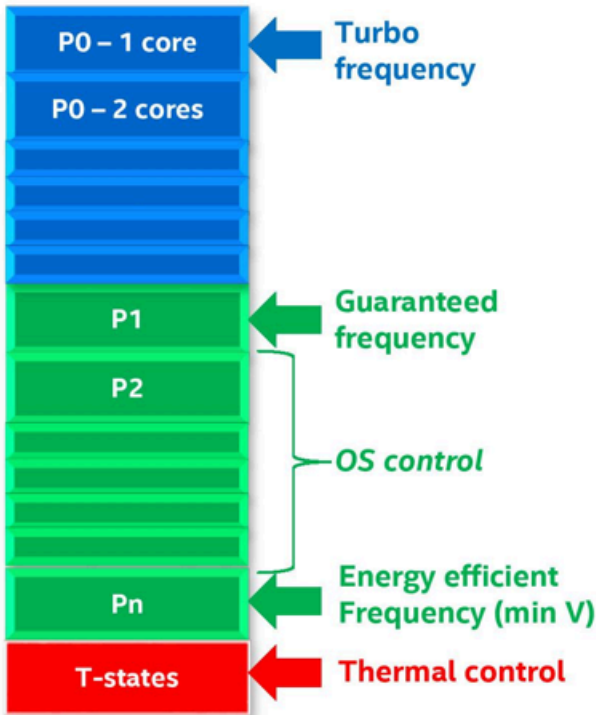 P0 – 1 core
Turbo
frequency
P0 – 2 cores
P1
Guaranteed
frequency
P2
OS control
Pn
Energy efficient
Frequency (min V)
T-states
Thermal control